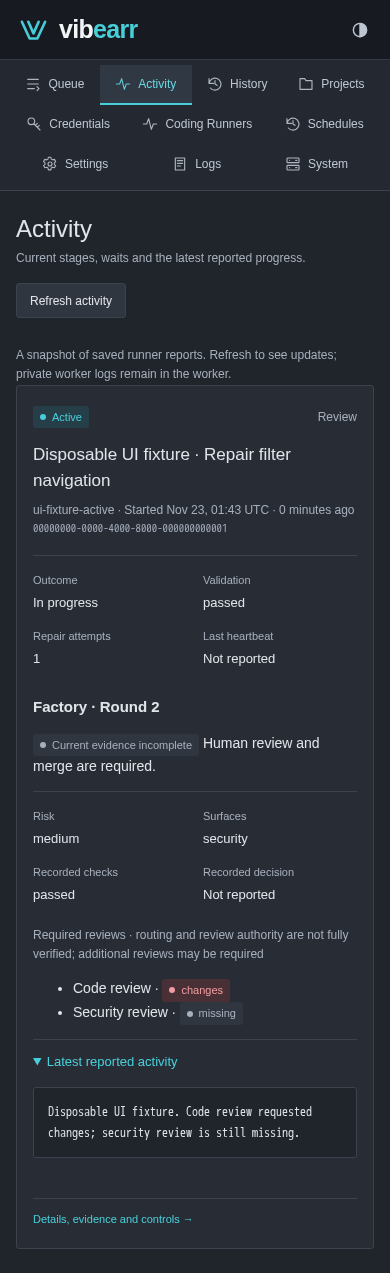 vibearr
Queue Activity History Projects
Credentials Coding Runners Schedules
Settings Logs System
Activity
Current stages, waits and the latest reported progress.
Refresh activity
A snapshot of saved runner reports. Refresh to see updates;
private worker logs remain in the worker.
Active Review
Disposable UI fixture · Repair filter
navigation
ui-fixture-active · Started Nov 23, 01:43 UTC · 0 minutes ago
00000000-0000-4000-8000-000000000001
Outcome Validation
In progress passed
Repair attempts Last heartbeat
1 Not reported
Factory · Round 2
Current evidence incomplete Human review and
merge are required.
Risk Surfaces
medium security
Recorded checks Recorded decision
passed Not reported
Required reviews · routing and review authority are not fully
verified; additional reviews may be required
• Code review · changes
• Security review · missing
▼ Latest reported activity
Disposable UI fixture. Code review requested
changes; security review is still missing.
Details, evidence and controls →